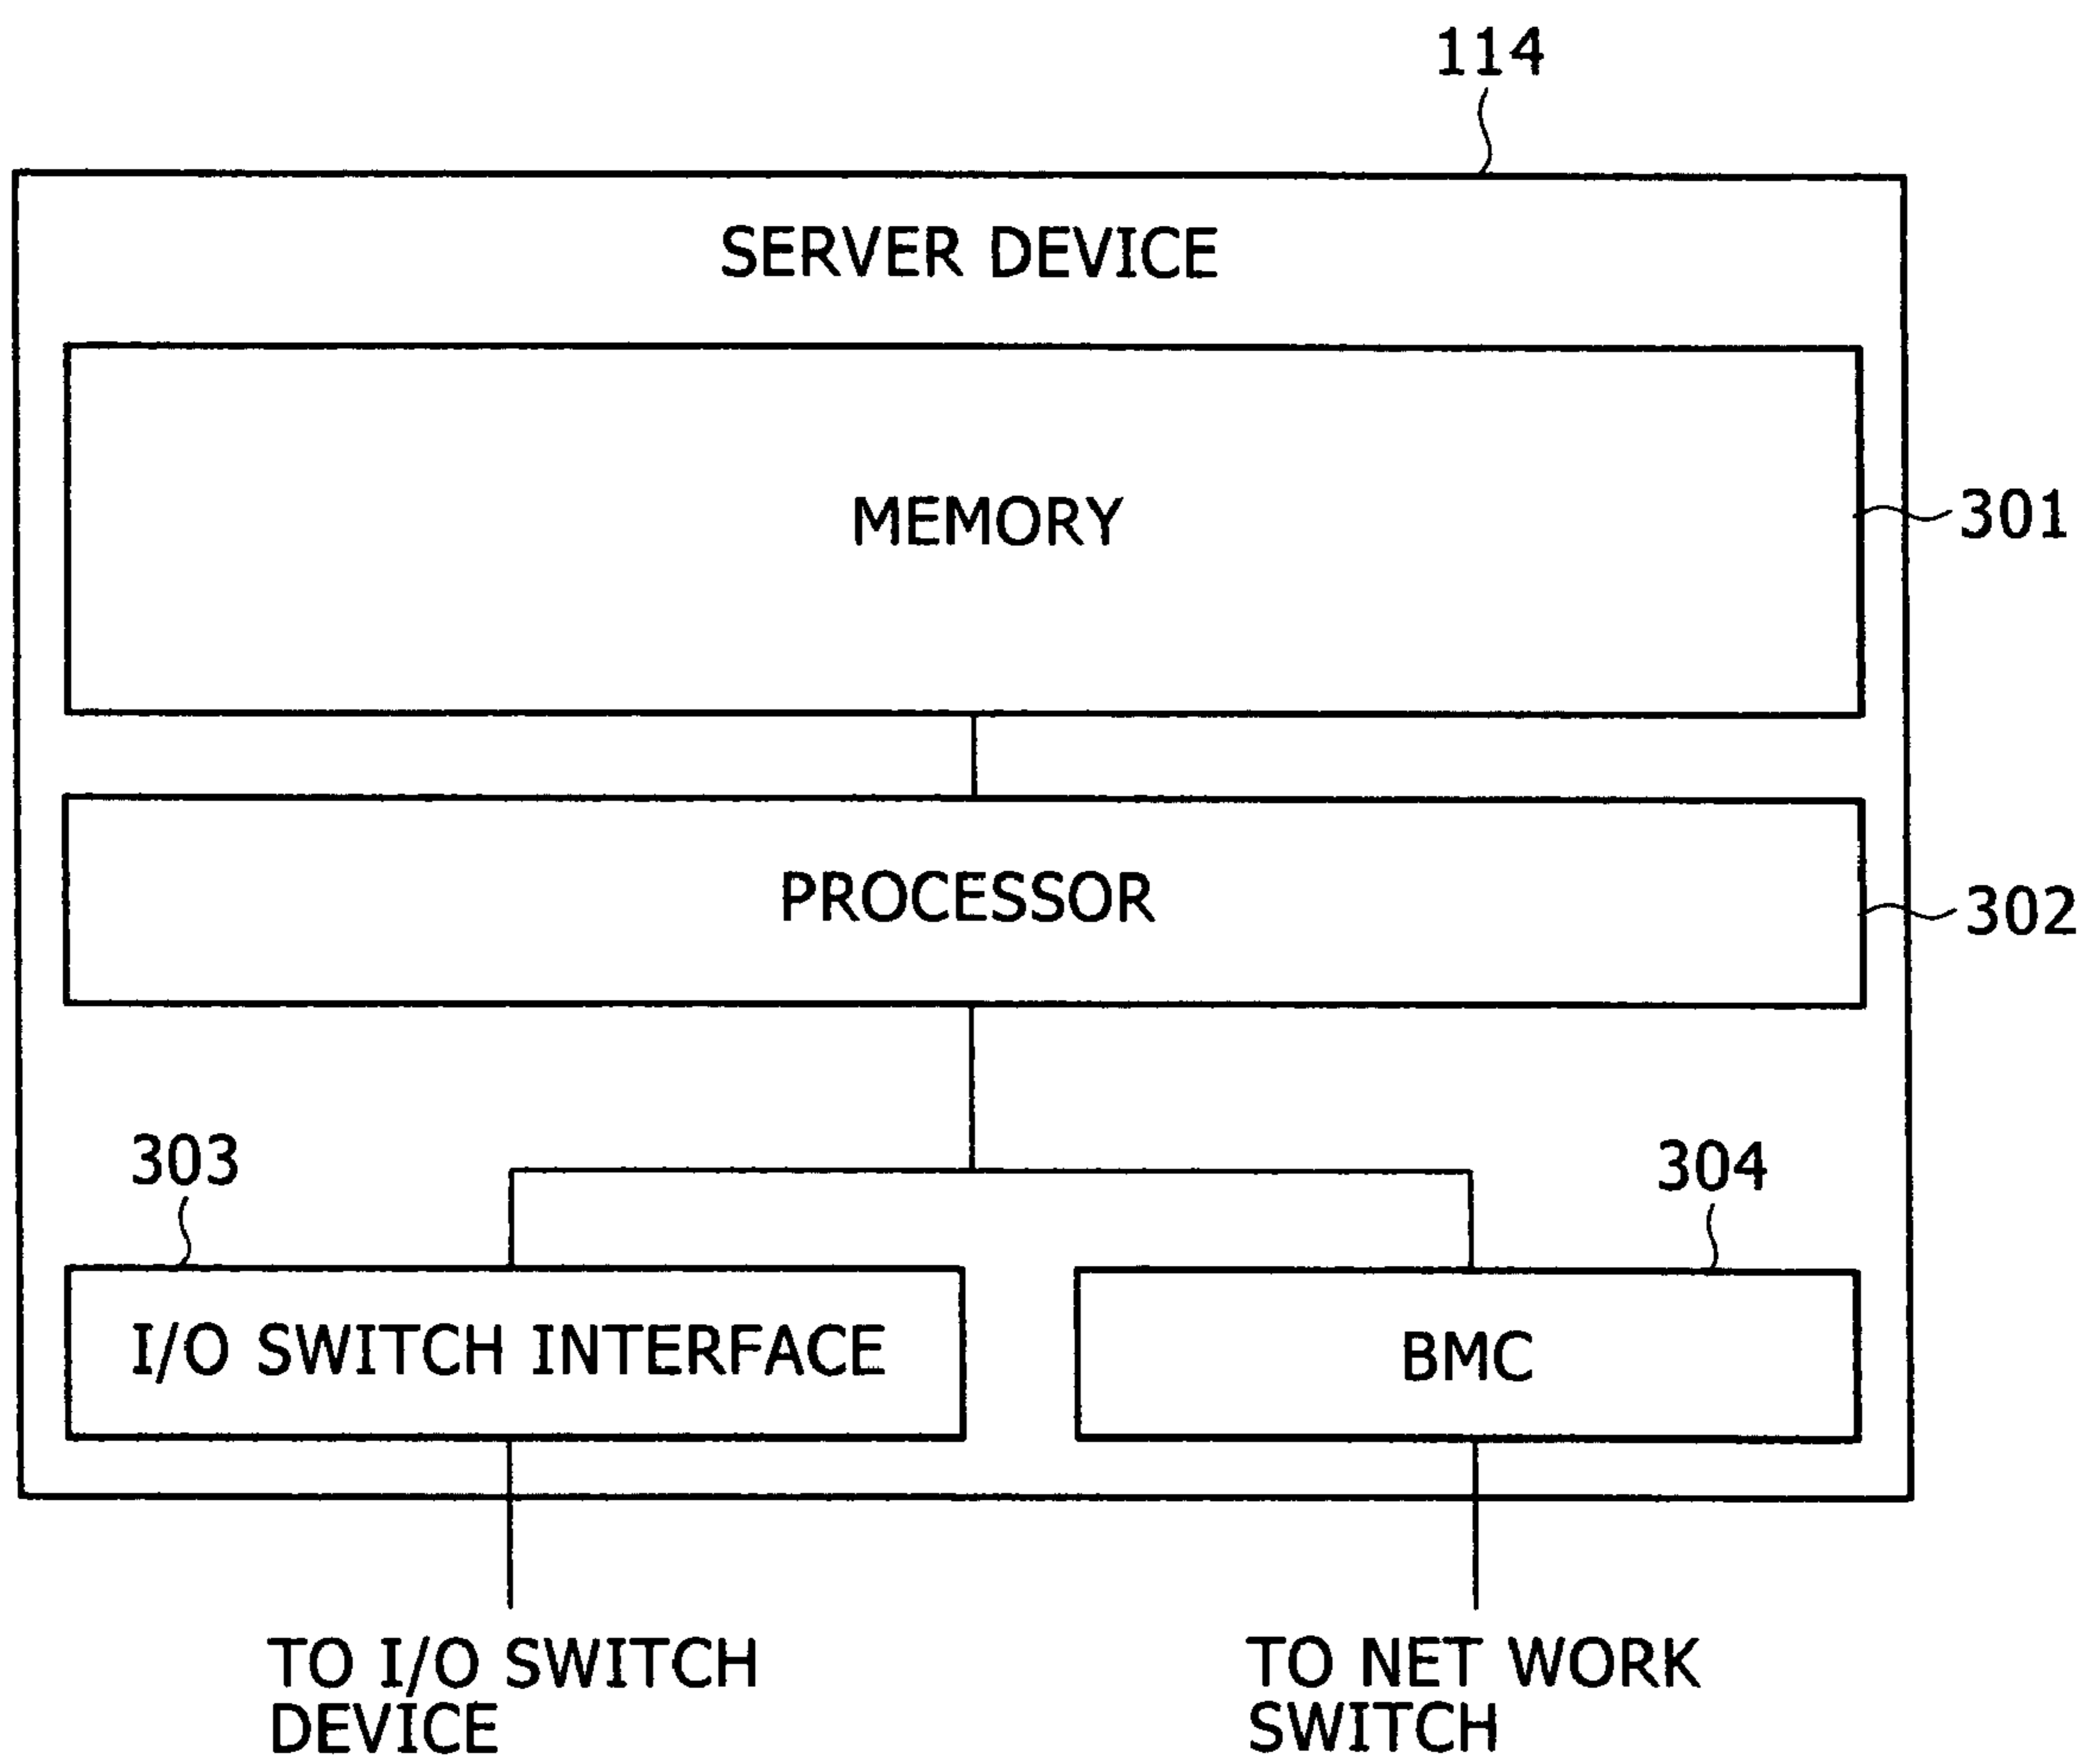 114
SERVER DEVICE
MEMORY
301
PROCESSOR
302
303
304
I/O SWITCH INTERFACE
BMC
TO I/O SWITCH
DEVICE
TO NET WORK
SWITCH